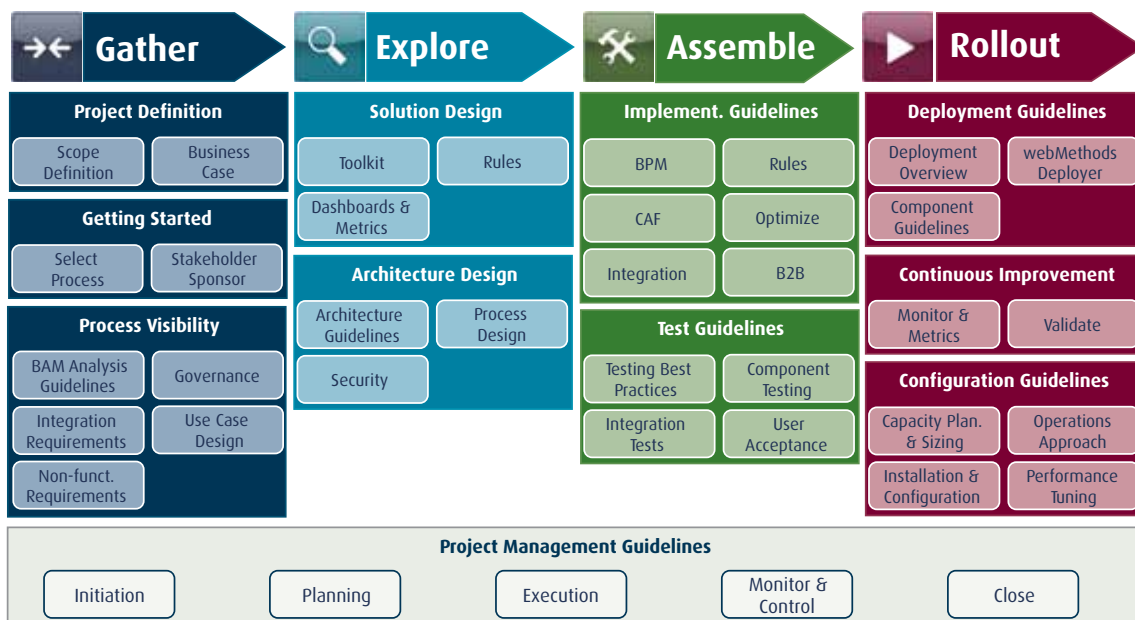 Gather
Explore
Assemble
Rollout
Project Definition
Scope
Definition
Business
Case
Getting Started
Select
Process
Stakeholder
Sponsor
Process Visibility
BAM Analysis
Guidelines
Governance
Integration
Requirements
Use Case
Design
Non-funct.
Requirements
Solution Design
Toolkit
Rules
Dashboards &
Metrics
Architecture Design
Architecture
Guidelines
Process
Design
Security
Implement. Guidelines
BPM
Rules
CAF
Optimize
Integration
B2B
Test Guidelines
Testing Best
Practices
Component
Testing
Integration
Tests
User
Acceptance
Deployment Guidelines
Deployment
Overview
webMethods
Deployer
Component
Guidelines
Continuous Improvement
Monitor &
Metrics
Validate
Configuration Guidelines
Capacity Plan.
& Sizing
Operations
Approach
Installation &
Configuration
Performance
Tuning
Project Management Guidelines
Initiation
Planning
Execution
Monitor &
Control
Close